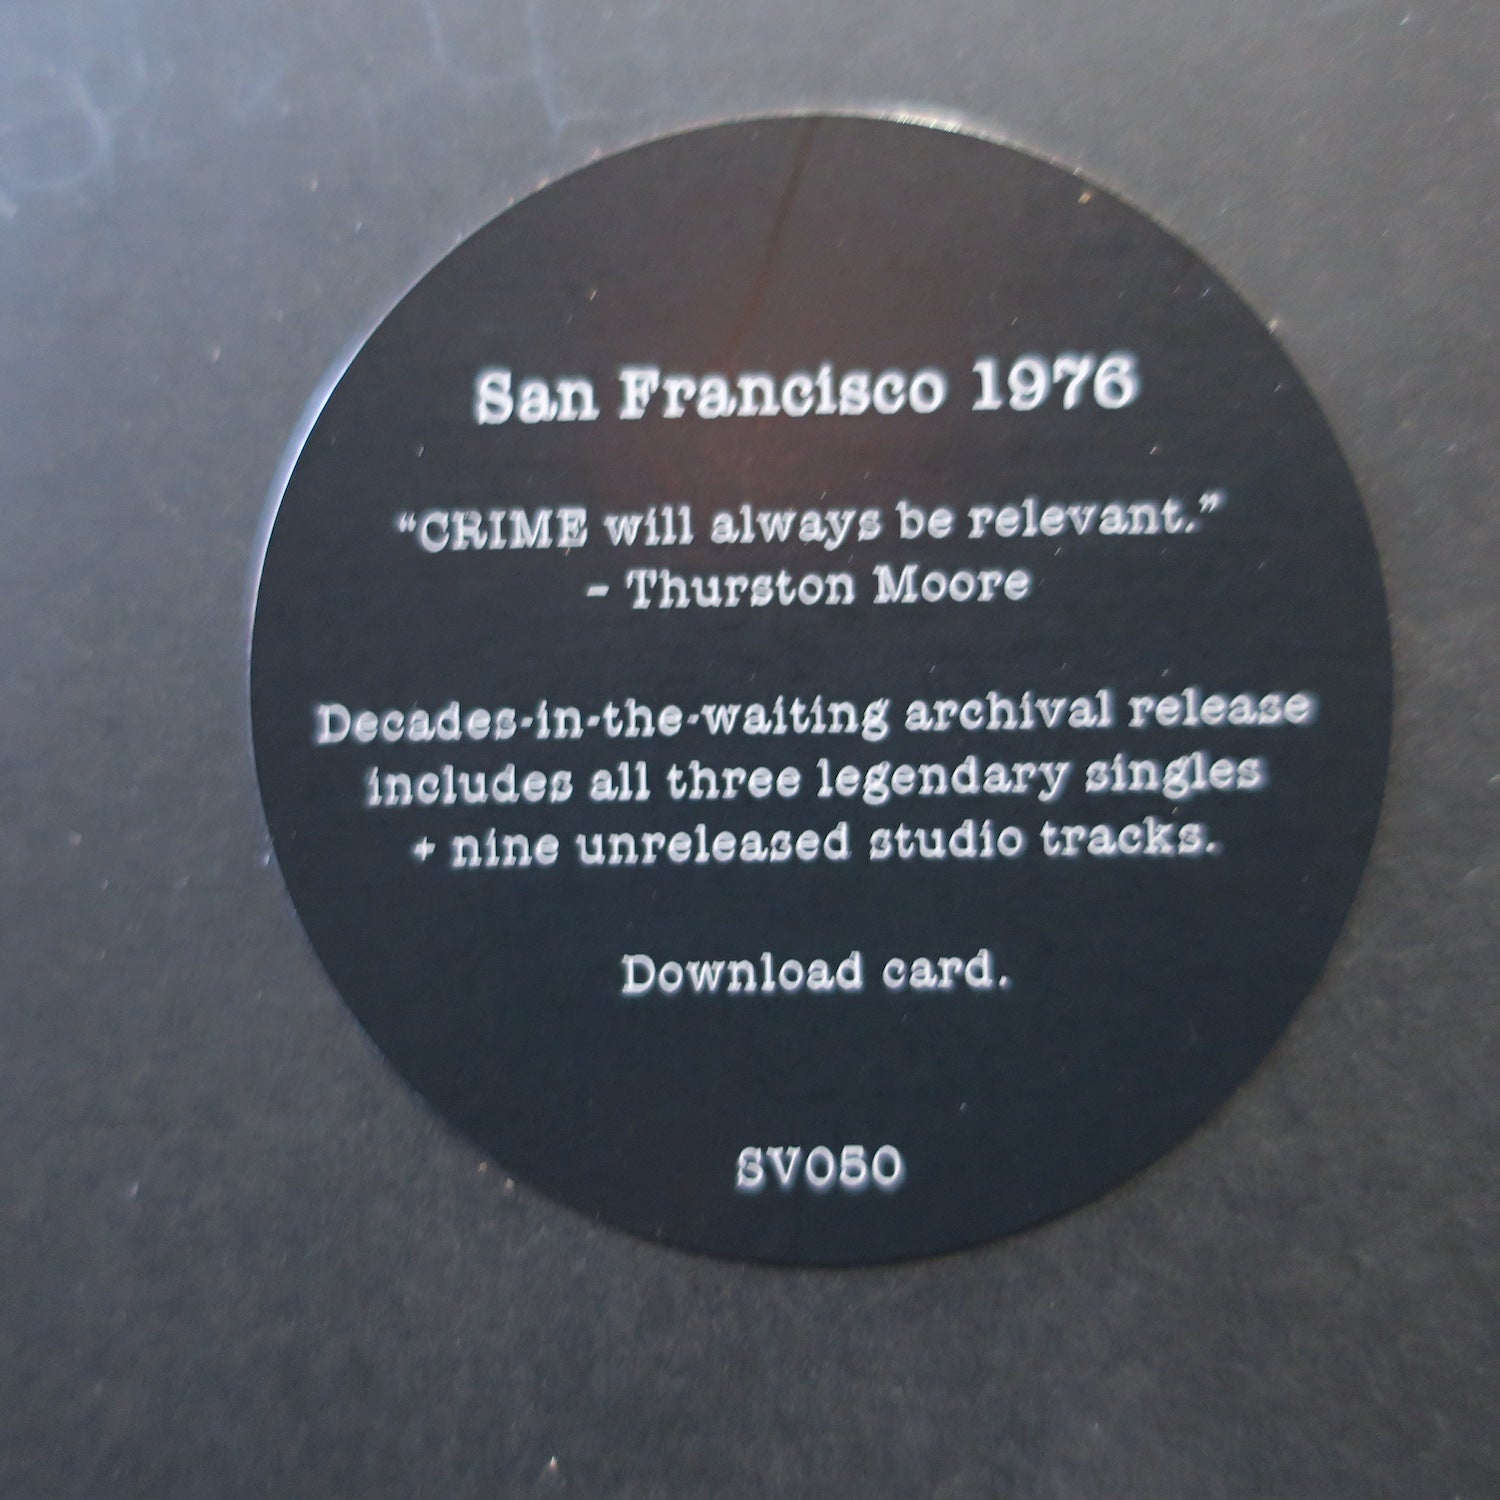 San Francisco 1976
“CRIME will always be relevant.”
- Thurston Moore
Decades-in-the-waiting archival release
includes all three legendary singles
+ nine unreleased studio tracks.
Download card.
SV050